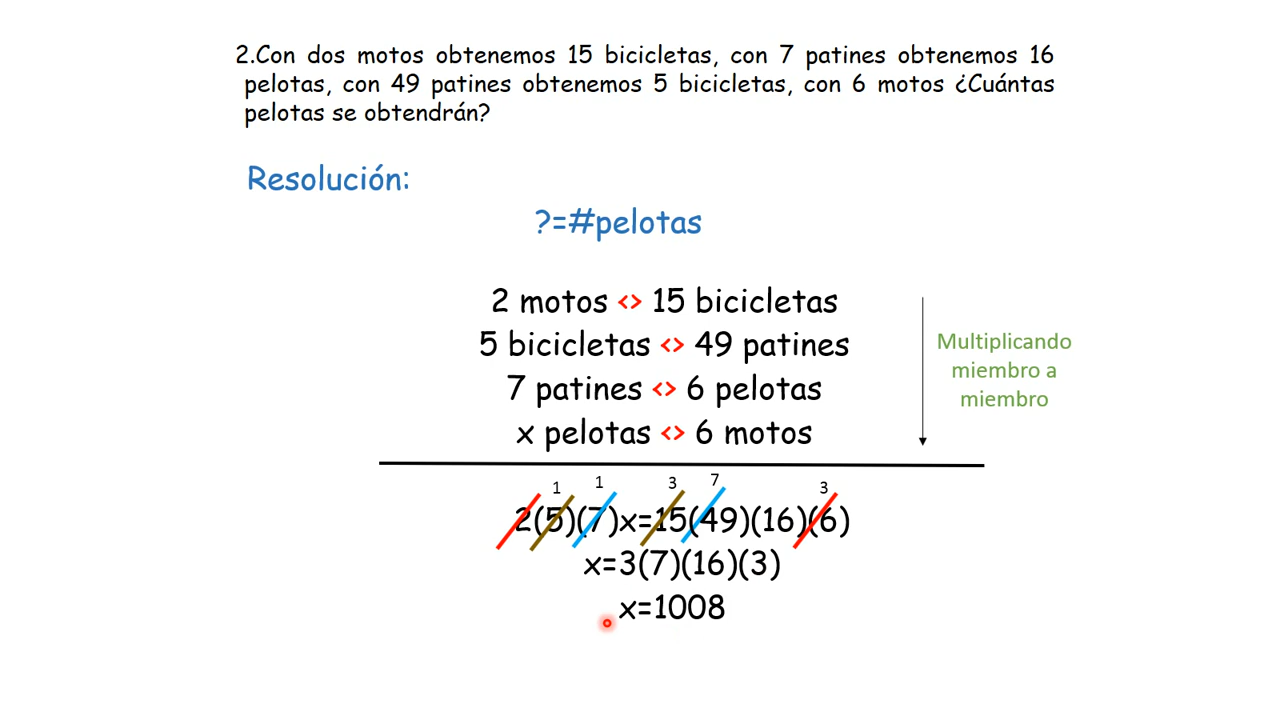 2.Con dos motos obtenemos 15 bicicletas, con 7 patines obtenemos 16
pelotas, con 49 patines obtenemos 5 bicicletas, con 6 motos ¿Cuántas
pelotas se obtendrán?
Resolución:
?=#pelotas
2 motos <> 15 bicicletas
5 bicicletas <> 49 patines
7 patines <> 6 pelotas
x pelotas <> 6 motos
Multiplicando
miembro a
miembro
1 1 3 7 3
2(5)(7)x=15(49)(16)(6)
x=3(7)(16)(3)
x=1008